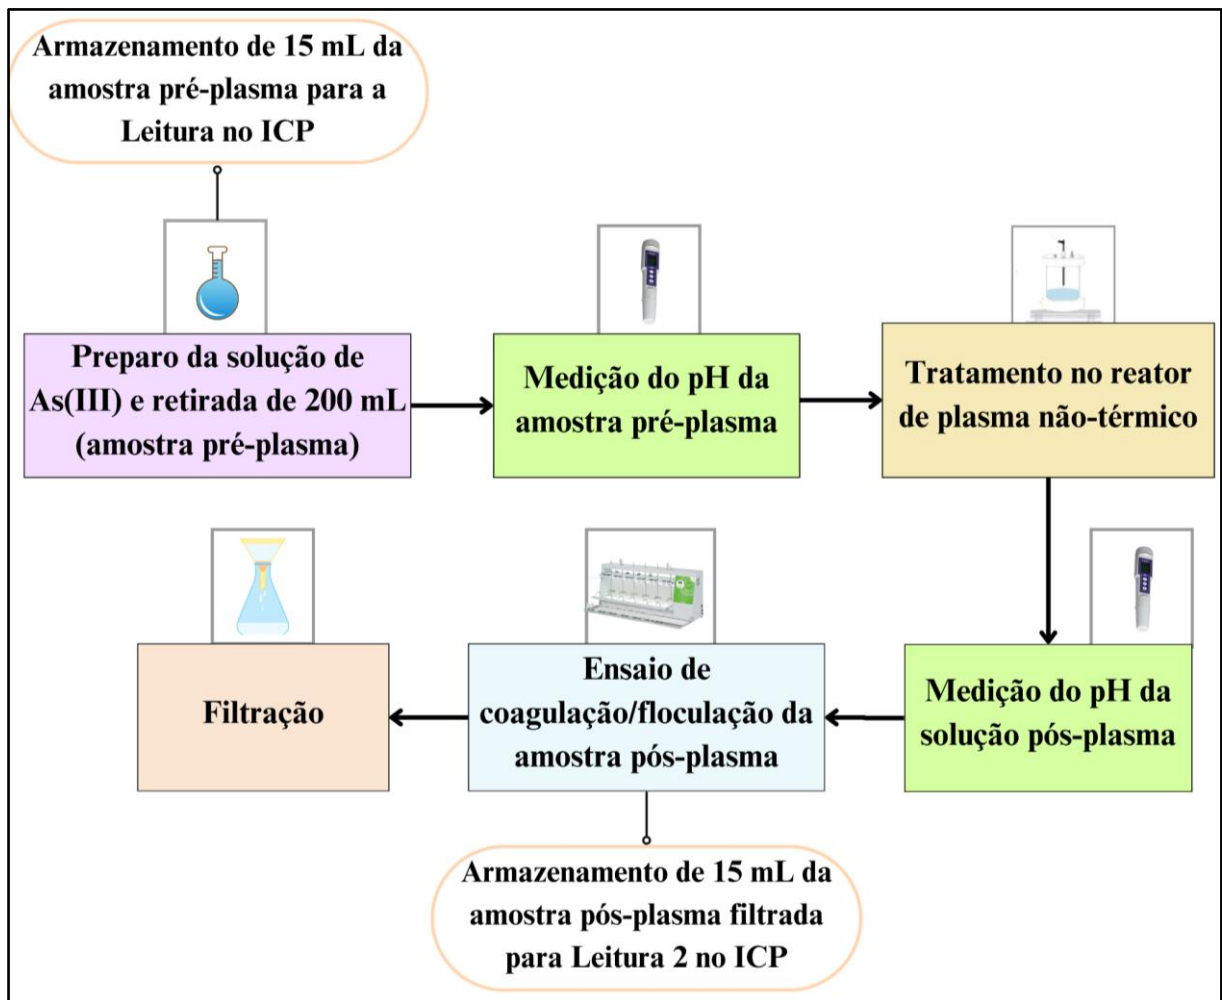 Armazenamento de 15 mL da
amostra pré-plasma para a
Leitura no ICP
Preparo da solução de
As(III) e retirada de 200 mL
(amostra pré-plasma)
Medição do pH da
amostra pré-plasma
Tratamento no reator
de plasma não-térmico
Medição do pH da
solução pós-plasma
Ensaio de
coagulação/floculação da
amostra pós-plasma
Filtração
Armazenamento de 15 mL da
amostra pós-plasma filtrada
para Leitura 2 no ICP